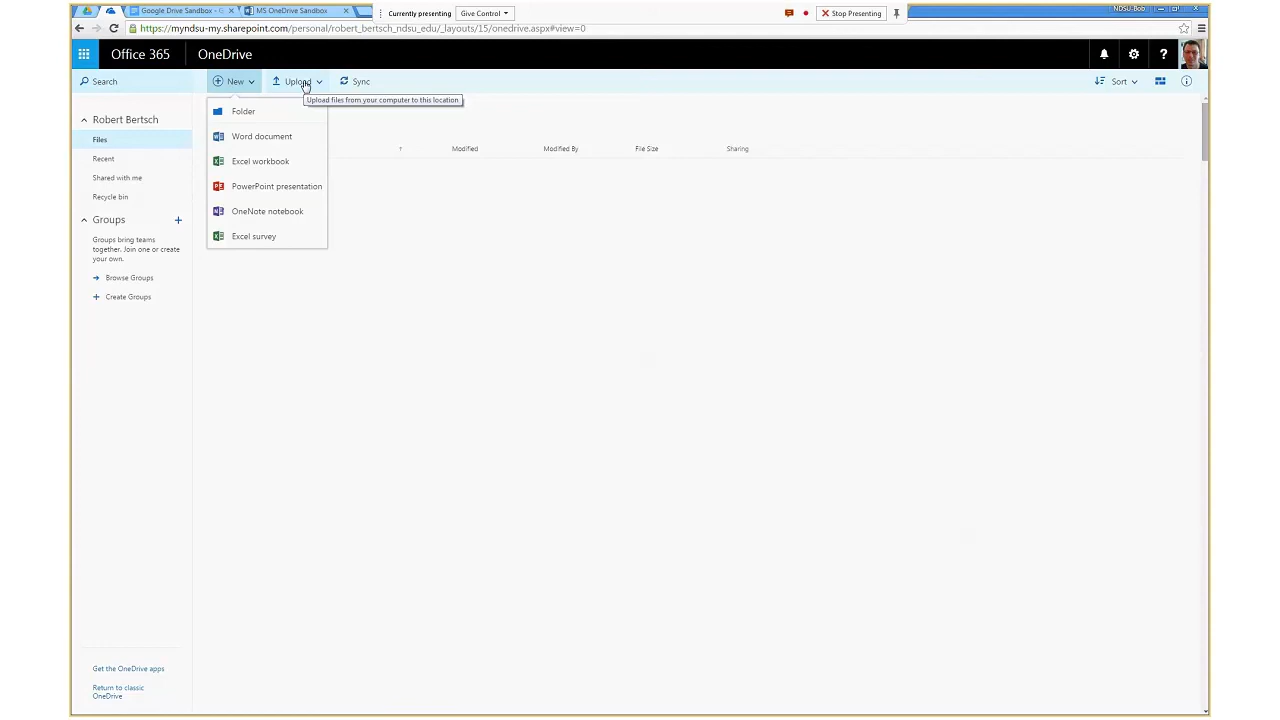 NDSU-Bob
Google Drive Sandbox - G
MS OneDrive Sandbox
Currently presenting
Give Control
Stop Presenting
https://myndsu-my.sharepoint.com/personal/robert_bertsch_ndsu_edu/_layouts/15/onedrive.aspx#view=0
Office 365
OneDrive
?
Search
New
Upload
Sync
Sort
Upload files from your computer to this location
Folder
Word document
Excel workbook
PowerPoint presentation
OneNote notebook
Excel survey
Modified
Modified By
File Size
Sharing
Robert Bertsch
Files
Recent
Shared with me
Recycle bin
Groups
Groups bring teams
together. Join one or create
your own.
Browse Groups
Create Groups
Get the OneDrive apps
Return to classic
OneDrive